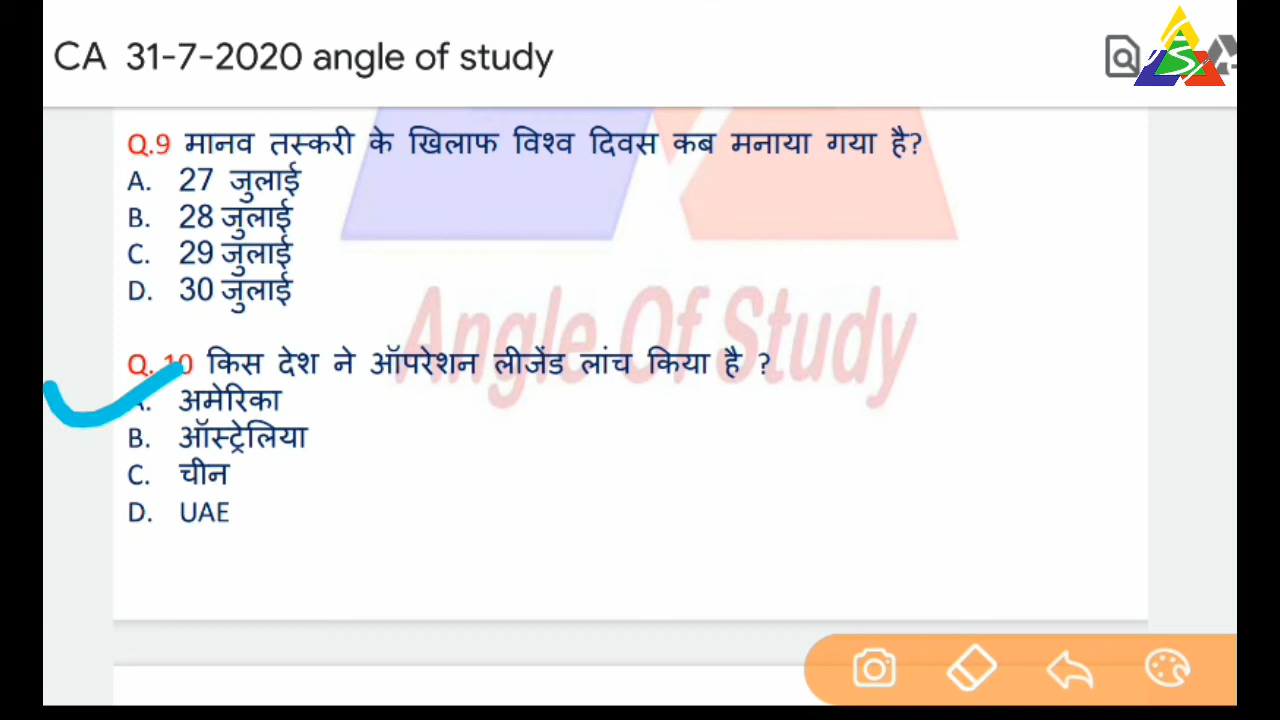 CA 31-7-2020 angle of study
Q.9 मानव तस्करी के खिलाफ विश्व दिवस कब मनाया गया है?
A. 27 जुलाई
B. 28 जुलाई
C. 29 जुलाई
D. 30 जुलाई
Angle Of Study
Q. 10 किस देश ने ऑपरेशन लीजेंड लांच किया है ?
A. अमेरिका
B. ऑस्ट्रेलिया
C. चीन
D. UAE